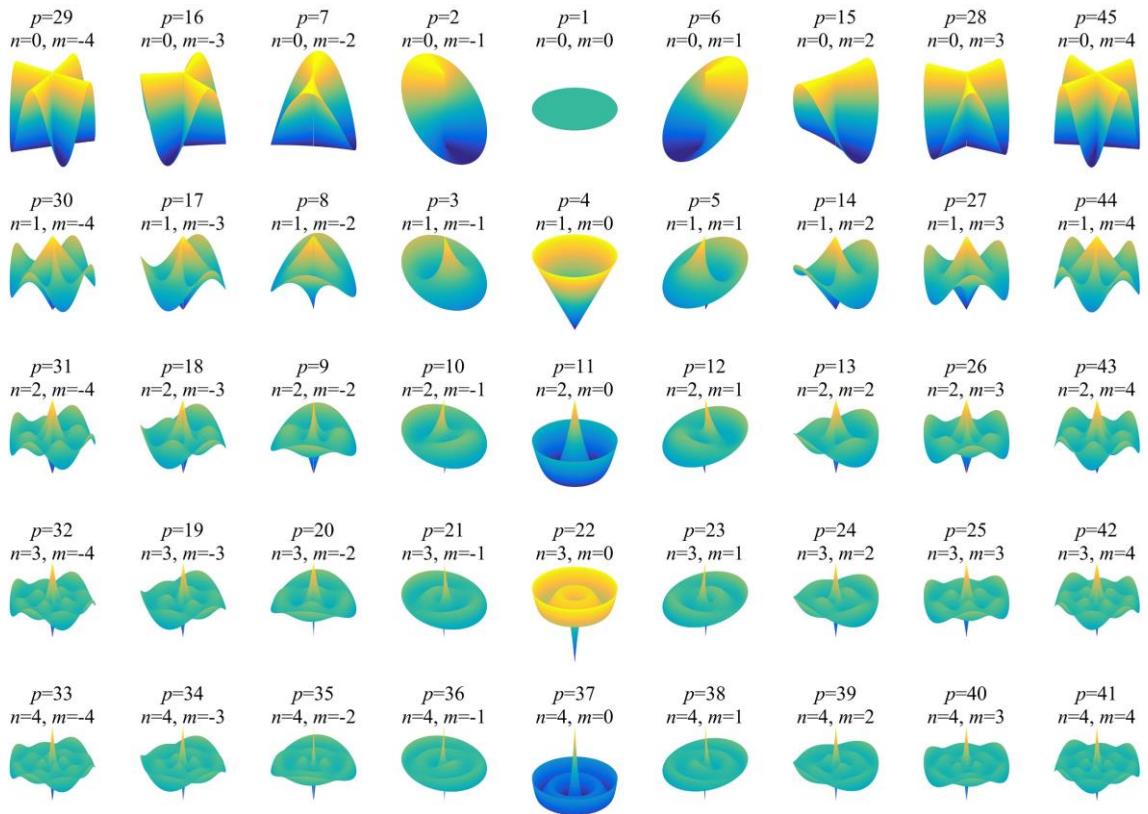 p=29 p=16 p=7 p=2 p=1 p=6 p=15 p=28 p=45
n=0, m=-4 n=0, m=-3 n=0, m=-2 n=0, m=-1 n=0, m=0 n=0, m=1 n=0, m=2 n=0, m=3 n=0, m=4
p=30 p=17 p=8 p=3 p=4 p=5 p=14 p=27 p=44
n=1, m=-4 n=1, m=-3 n=1, m=-2 n=1, m=-1 n=1, m=0 n=1, m=1 n=1, m=2 n=1, m=3 n=1, m=4
p=31 p=18 p=9 p=10 p=11 p=12 p=13 p=26 p=43
n=2, m=-4 n=2, m=-3 n=2, m=-2 n=2, m=-1 n=2, m=0 n=2, m=1 n=2, m=2 n=2, m=3 n=2, m=4
p=32 p=19 p=20 p=21 p=22 p=23 p=24 p=25 p=42
n=3, m=-4 n=3, m=-3 n=3, m=-2 n=3, m=-1 n=3, m=0 n=3, m=1 n=3, m=2 n=3, m=3 n=3, m=4
p=33 p=34 p=35 p=36 p=37 p=38 p=39 p=40 p=41
n=4, m=-4 n=4, m=-3 n=4, m=-2 n=4, m=-1 n=4, m=0 n=4, m=1 n=4, m=2 n=4, m=3 n=4, m=4